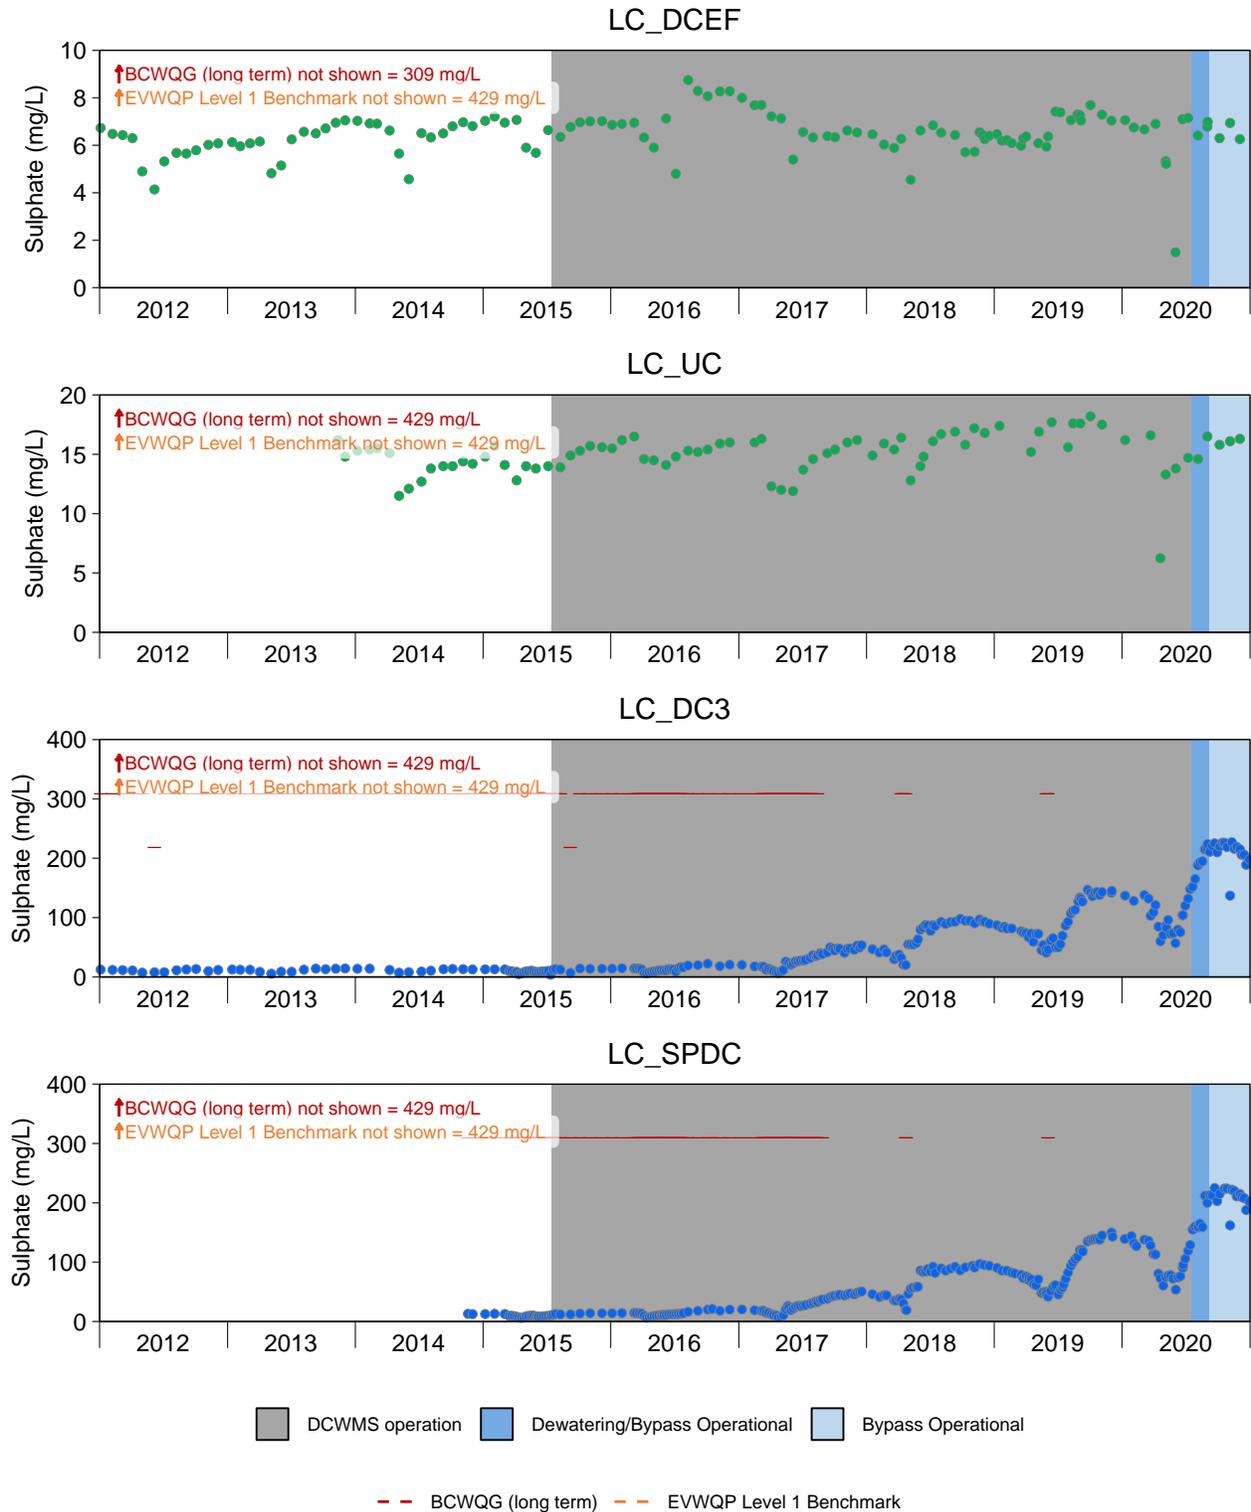 LC_DCEF
Sulphate (mg/L)
10
8
6
4
2
0
BCWQG (long term) not shown = 309 mg/L
EVWQP Level 1 Benchmark not shown = 429 mg/L
2012 2013 2014 2015 2016 2017 2018 2019 2020
LC_UC
Sulphate (mg/L)
20
15
10
5
0
BCWQG (long term) not shown = 429 mg/L
EVWQP Level 1 Benchmark not shown = 429 mg/L
2012 2013 2014 2015 2016 2017 2018 2019 2020
LC_DC3
Sulphate (mg/L)
400
300
200
100
0
BCWQG (long term) not shown = 429 mg/L
EVWQP Level 1 Benchmark not shown = 429 mg/L
2012 2013 2014 2015 2016 2017 2018 2019 2020
LC_SPDC
Sulphate (mg/L)
400
300
200
100
0
BCWQG (long term) not shown = 429 mg/L
EVWQP Level 1 Benchmark not shown = 429 mg/L
2012 2013 2014 2015 2016 2017 2018 2019 2020
DCWMS operation Dewatering/Bypass Operational Bypass Operational
BCWQG (long term) EVWQP Level 1 Benchmark